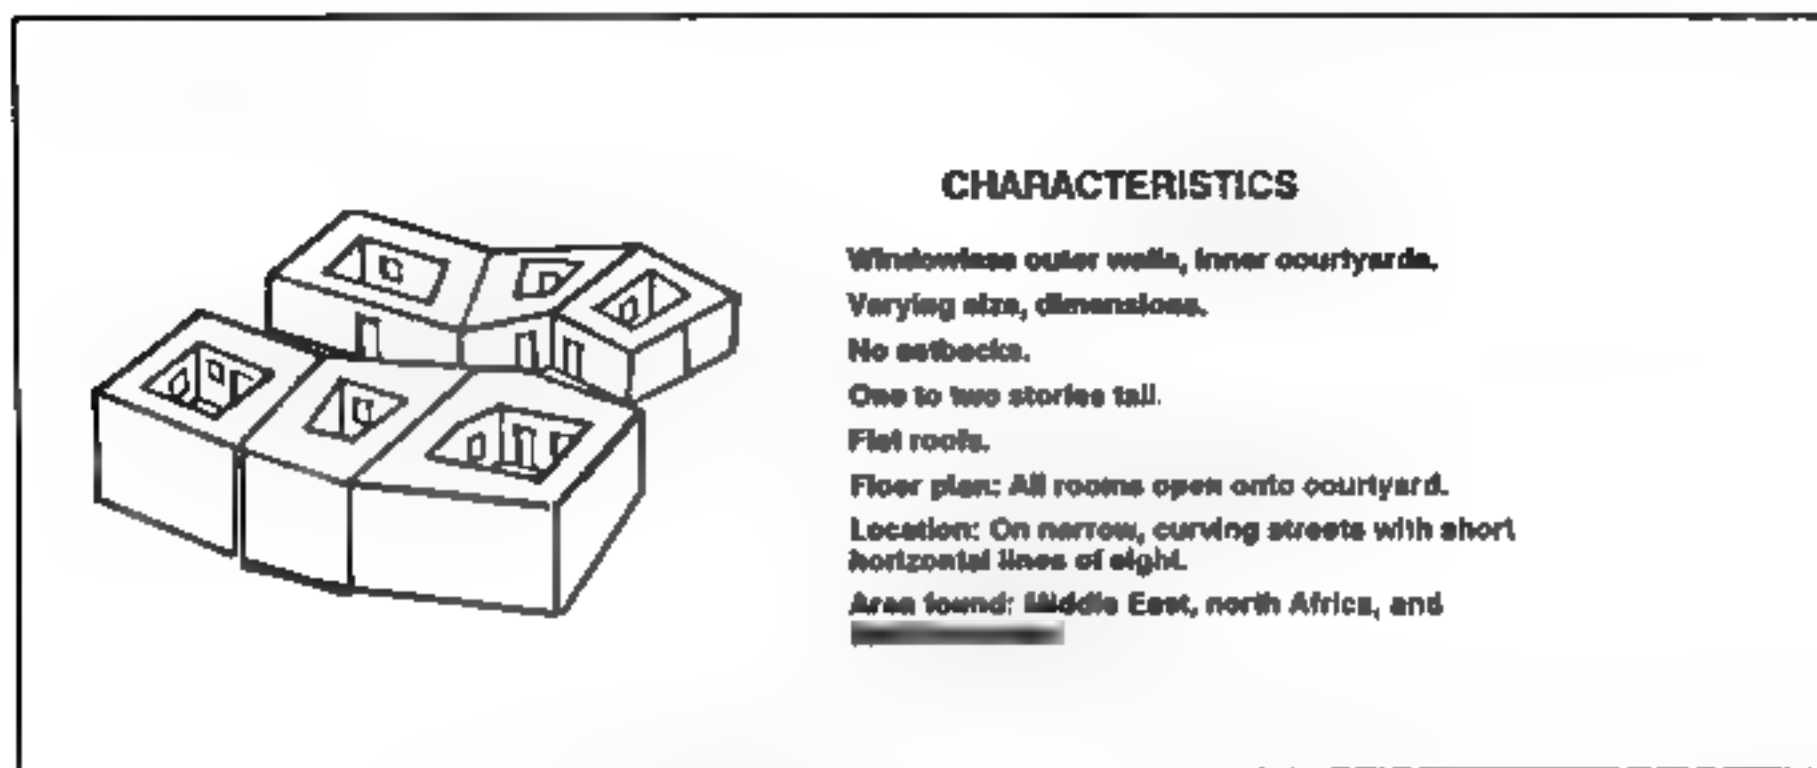 CHARACTERISTICS
Windowless outer walls, inner courtyards.
Varying size, dimensions.
No setbacks.
One to two stories tall.
Flat roofs.
Floor plan: All rooms open onto courtyard.
Location: On narrow, curving streets with short
horizontal lines of sight.
Area found: Middle East, north Africa, and